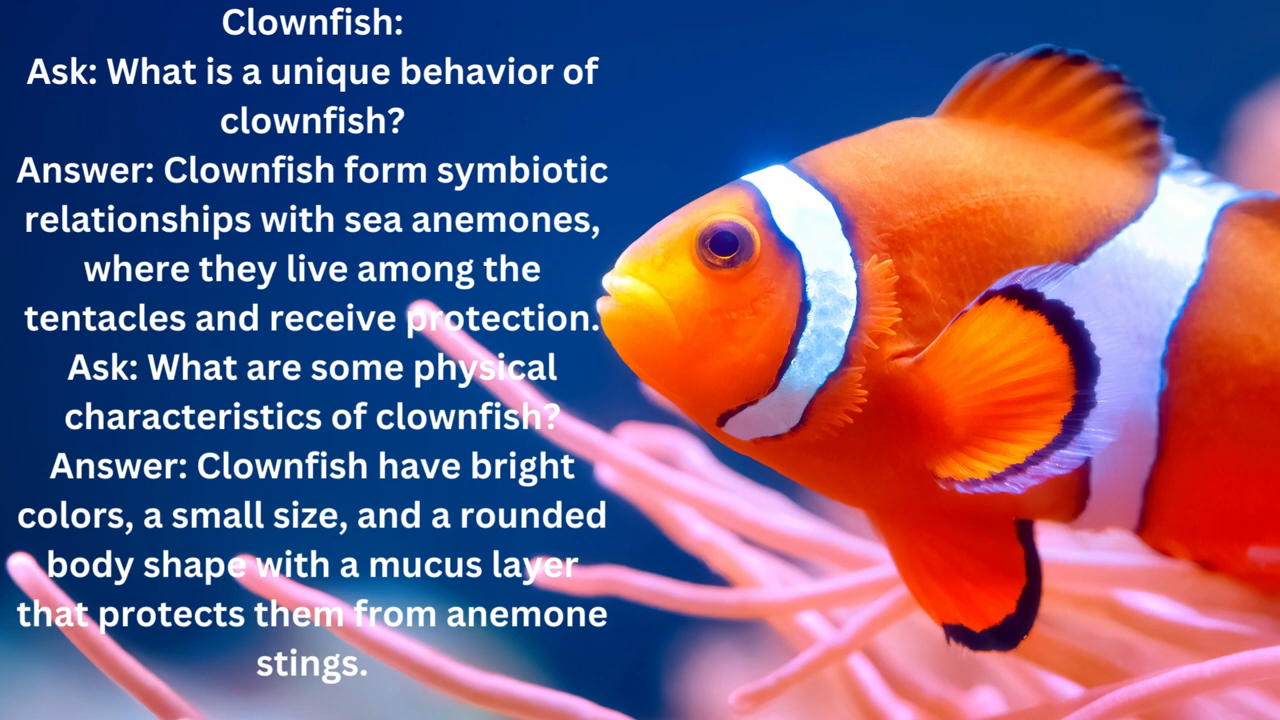 Clownfish:
Ask: What is a unique behavior of
clownfish?
Answer: Clownfish form symbiotic
relationships with sea anemones,
where they live among the
tentacles and receive protection.
Ask: What are some physical
characteristics of clownfish?
Answer: Clownfish have bright
colors, a small size, and a rounded
body shape with a mucus layer
that protects them from anemone
stings.